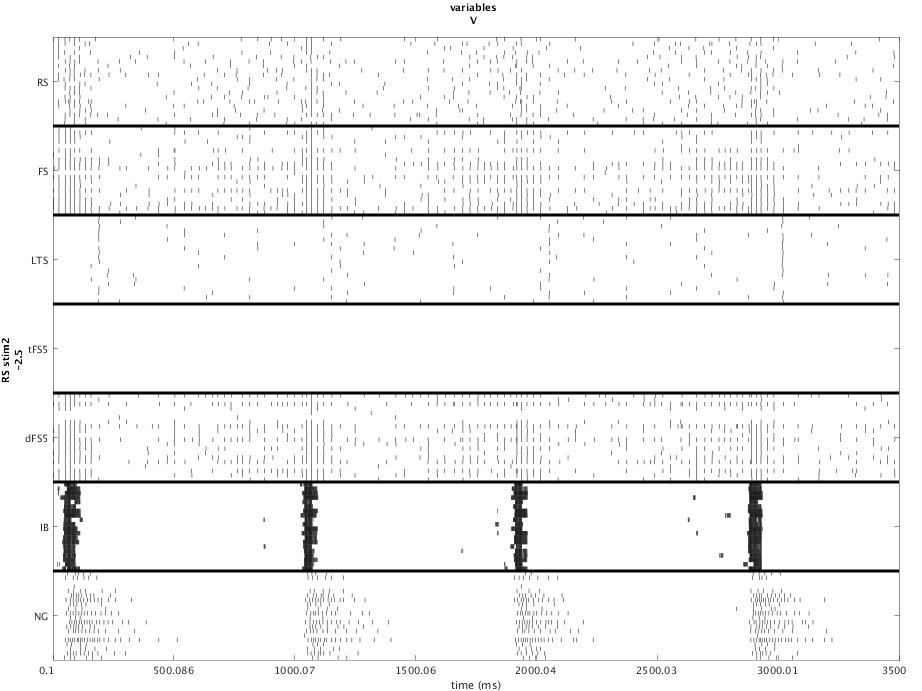 variables
V
RS
FS
LTS
tFS5
dFS5
IB
NG
RS stim2
-2.5
0.1 500.086 1000.07 1500.06 2000.04 2500.03 3000.01 3500
time (ms)